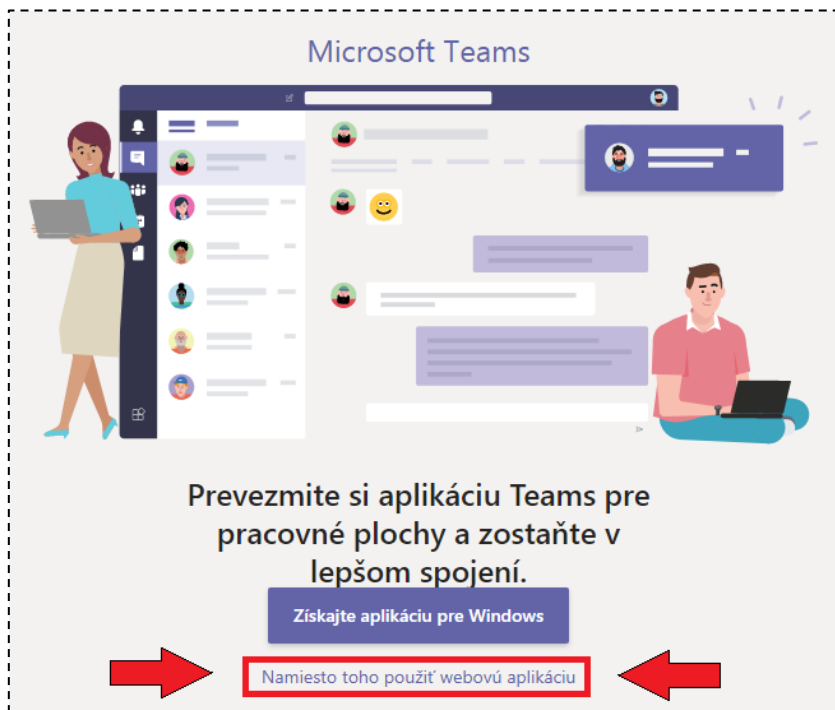 Microsoft Teams
Prevezmite si aplikáciu Teams pre
pracovné plochy a zostaňte v
lepšom spojení.
Získajte aplikáciu pre Windows
Namiesto toho použiť webovú aplikáciu